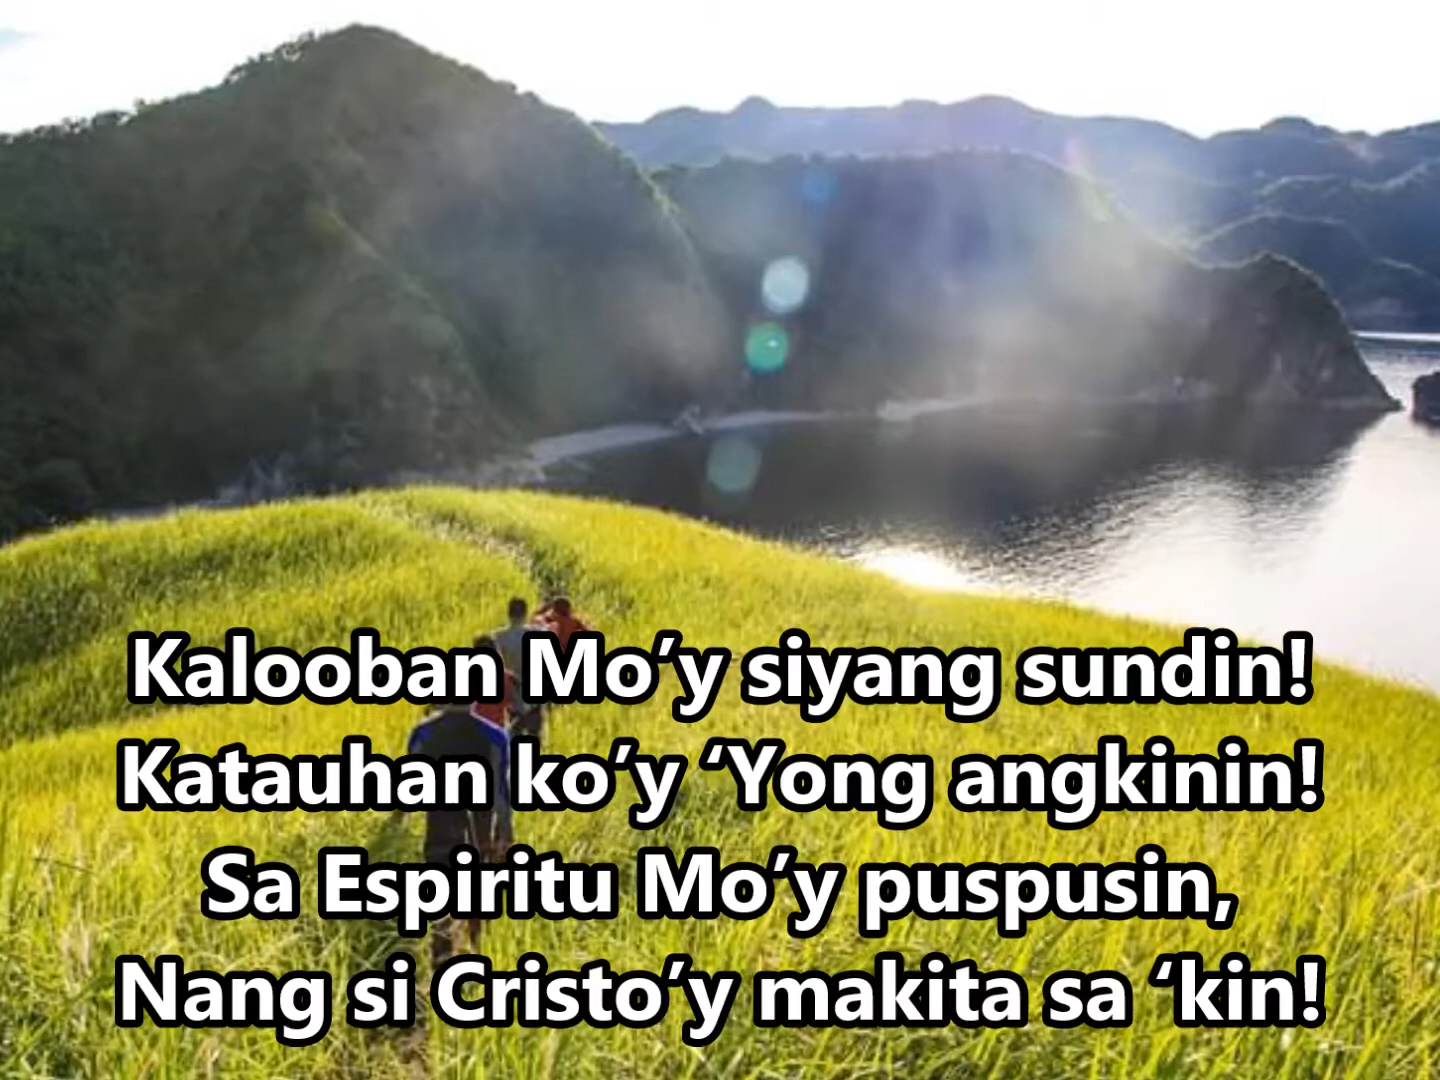 Kalooban Mo’y siyang sundin!
Katauhan ko’y ‘Yong angkinin!
Sa Espiritu Mo’y puspusin,
Nang si Cristo’y makita sa ‘kin!